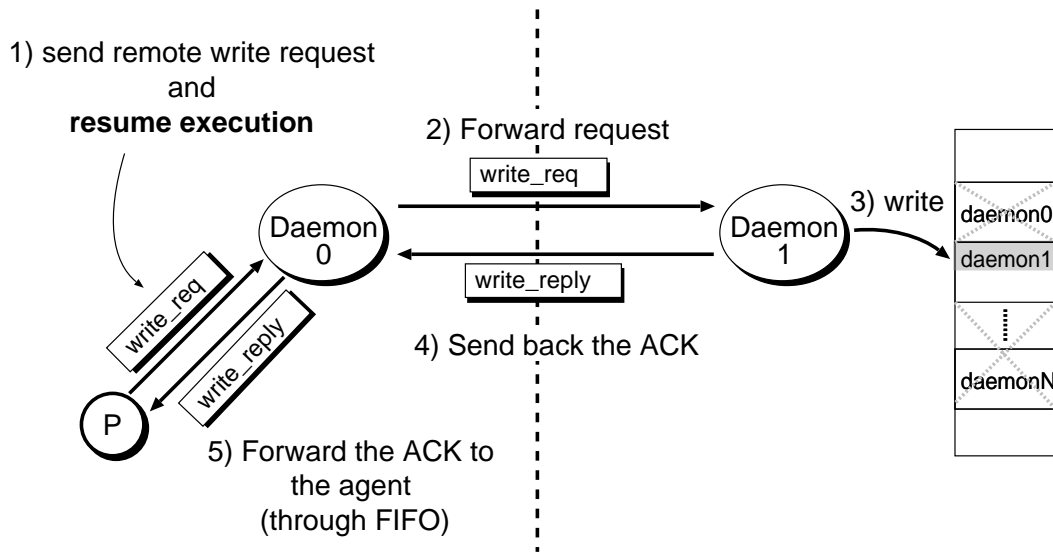 1) send remote write request
and
resume execution
2) Forward request
write_req
Daemon
0
Daemon
1
3) write
daemon0
daemon1
daemonN
write_reply
write_req
write_reply
4) Send back the ACK
P
5) Forward the ACK to
the agent
(through FIFO)